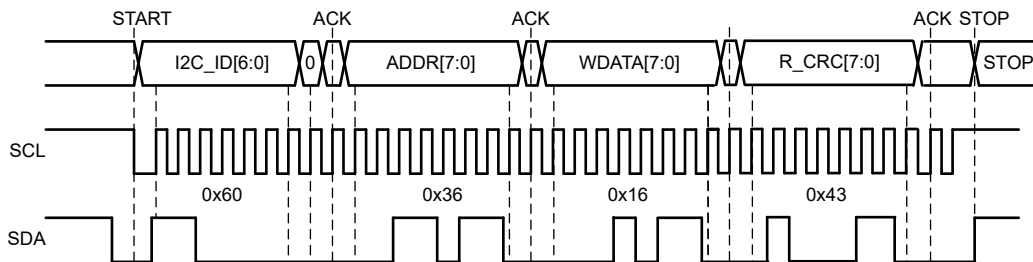 START ACK ACK ACK STOP
I2C_ID[6:0] 0 ADDR[7:0] WDATA[7:0] R_CRC[7:0] STOP
SCL
0x60 0x36 0x16 0x43
SDA